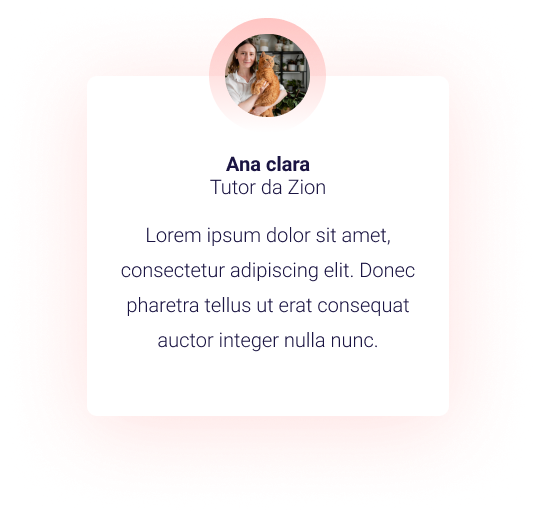 Ana clara
Tutor da Zion
Lorem ipsum dolor sit amet,
consectetur adipiscing elit. Donec
pharetra tellus ut erat consequat
auctor integer nulla nunc.